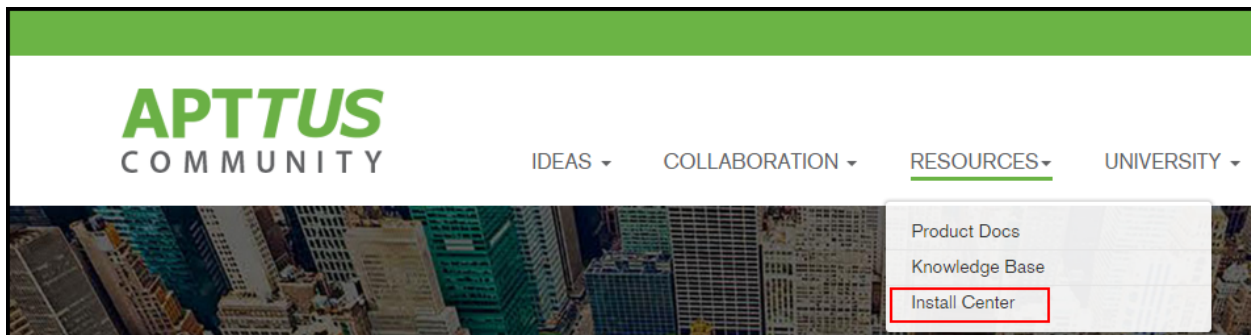 APTTUS
COMMUNITY
IDEAS COLLABORATION RESOURCES UNIVERSITY
Product Docs
Knowledge Base
Install Center